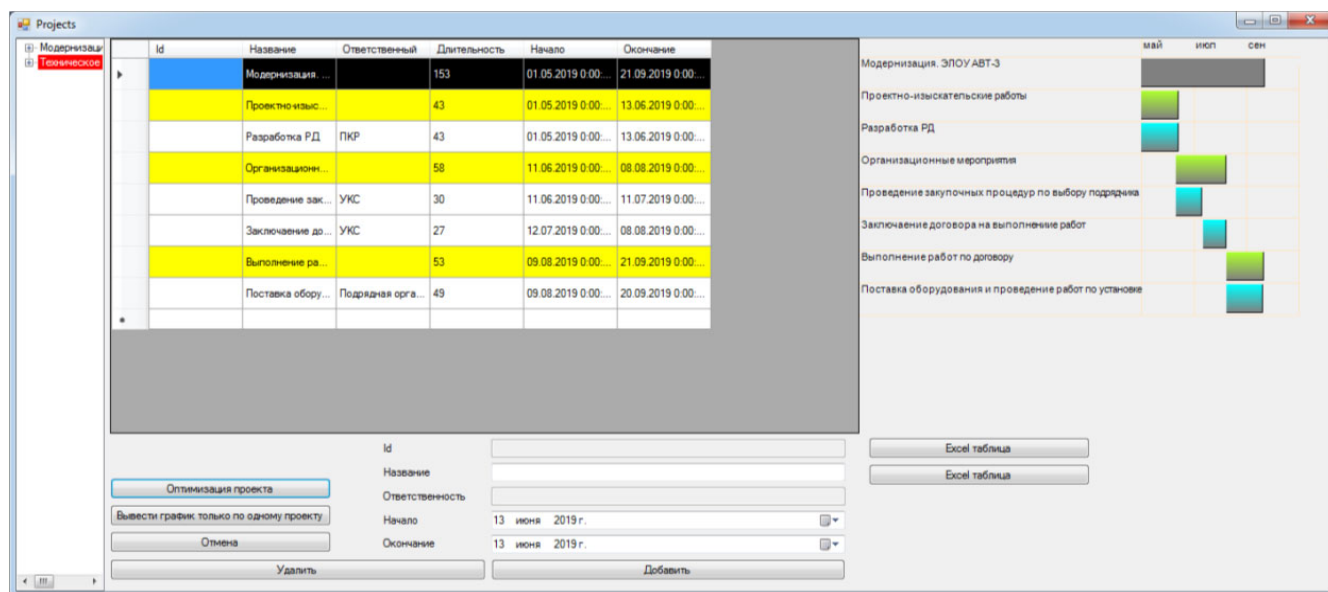 Projects
Модернизаци
Техническое
Id Название Ответственный Длительность Начало Окончание
Модернизация. ... 153 01.05.2019 0:00:... 21.09.2019 0:00:...
Проектно-изыс... 43 01.05.2019 0:00:... 13.06.2019 0:00:...
Разработка РД ПКР 43 01.05.2019 0:00:... 13.06.2019 0:00:...
Организационн... 58 11.06.2019 0:00:... 08.08.2019 0:00:...
Проведение зак... УКС 30 11.06.2019 0:00:... 11.07.2019 0:00:...
Заключаение до... УКС 27 12.07.2019 0:00:... 08.08.2019 0:00:...
Выполнение ра... 53 09.08.2019 0:00:... 21.09.2019 0:00:...
Поставка обору... Подрядная орга... 49 09.08.2019 0:00:... 20.09.2019 0:00:...
май июл сен
Модернизация. ЭЛОУ АВТ-3
Проектно-изыскательские работы
Разработка РД
Организационные мероприятия
Проведение закупочных процедур по выбору подрядчика
Заключаение договора на выполнениие работ
Выполнение работ по договору
Поставка оборудования и проведение работ по установке
Id
Название
Ответственность
Начало 13 июня 2019 г.
Окончание 13 июня 2019 г.
Оптимизация проекта
Вывести график только по одному проекту
Отмена
Удалить
Добавить
Excel таблица
Excel таблица